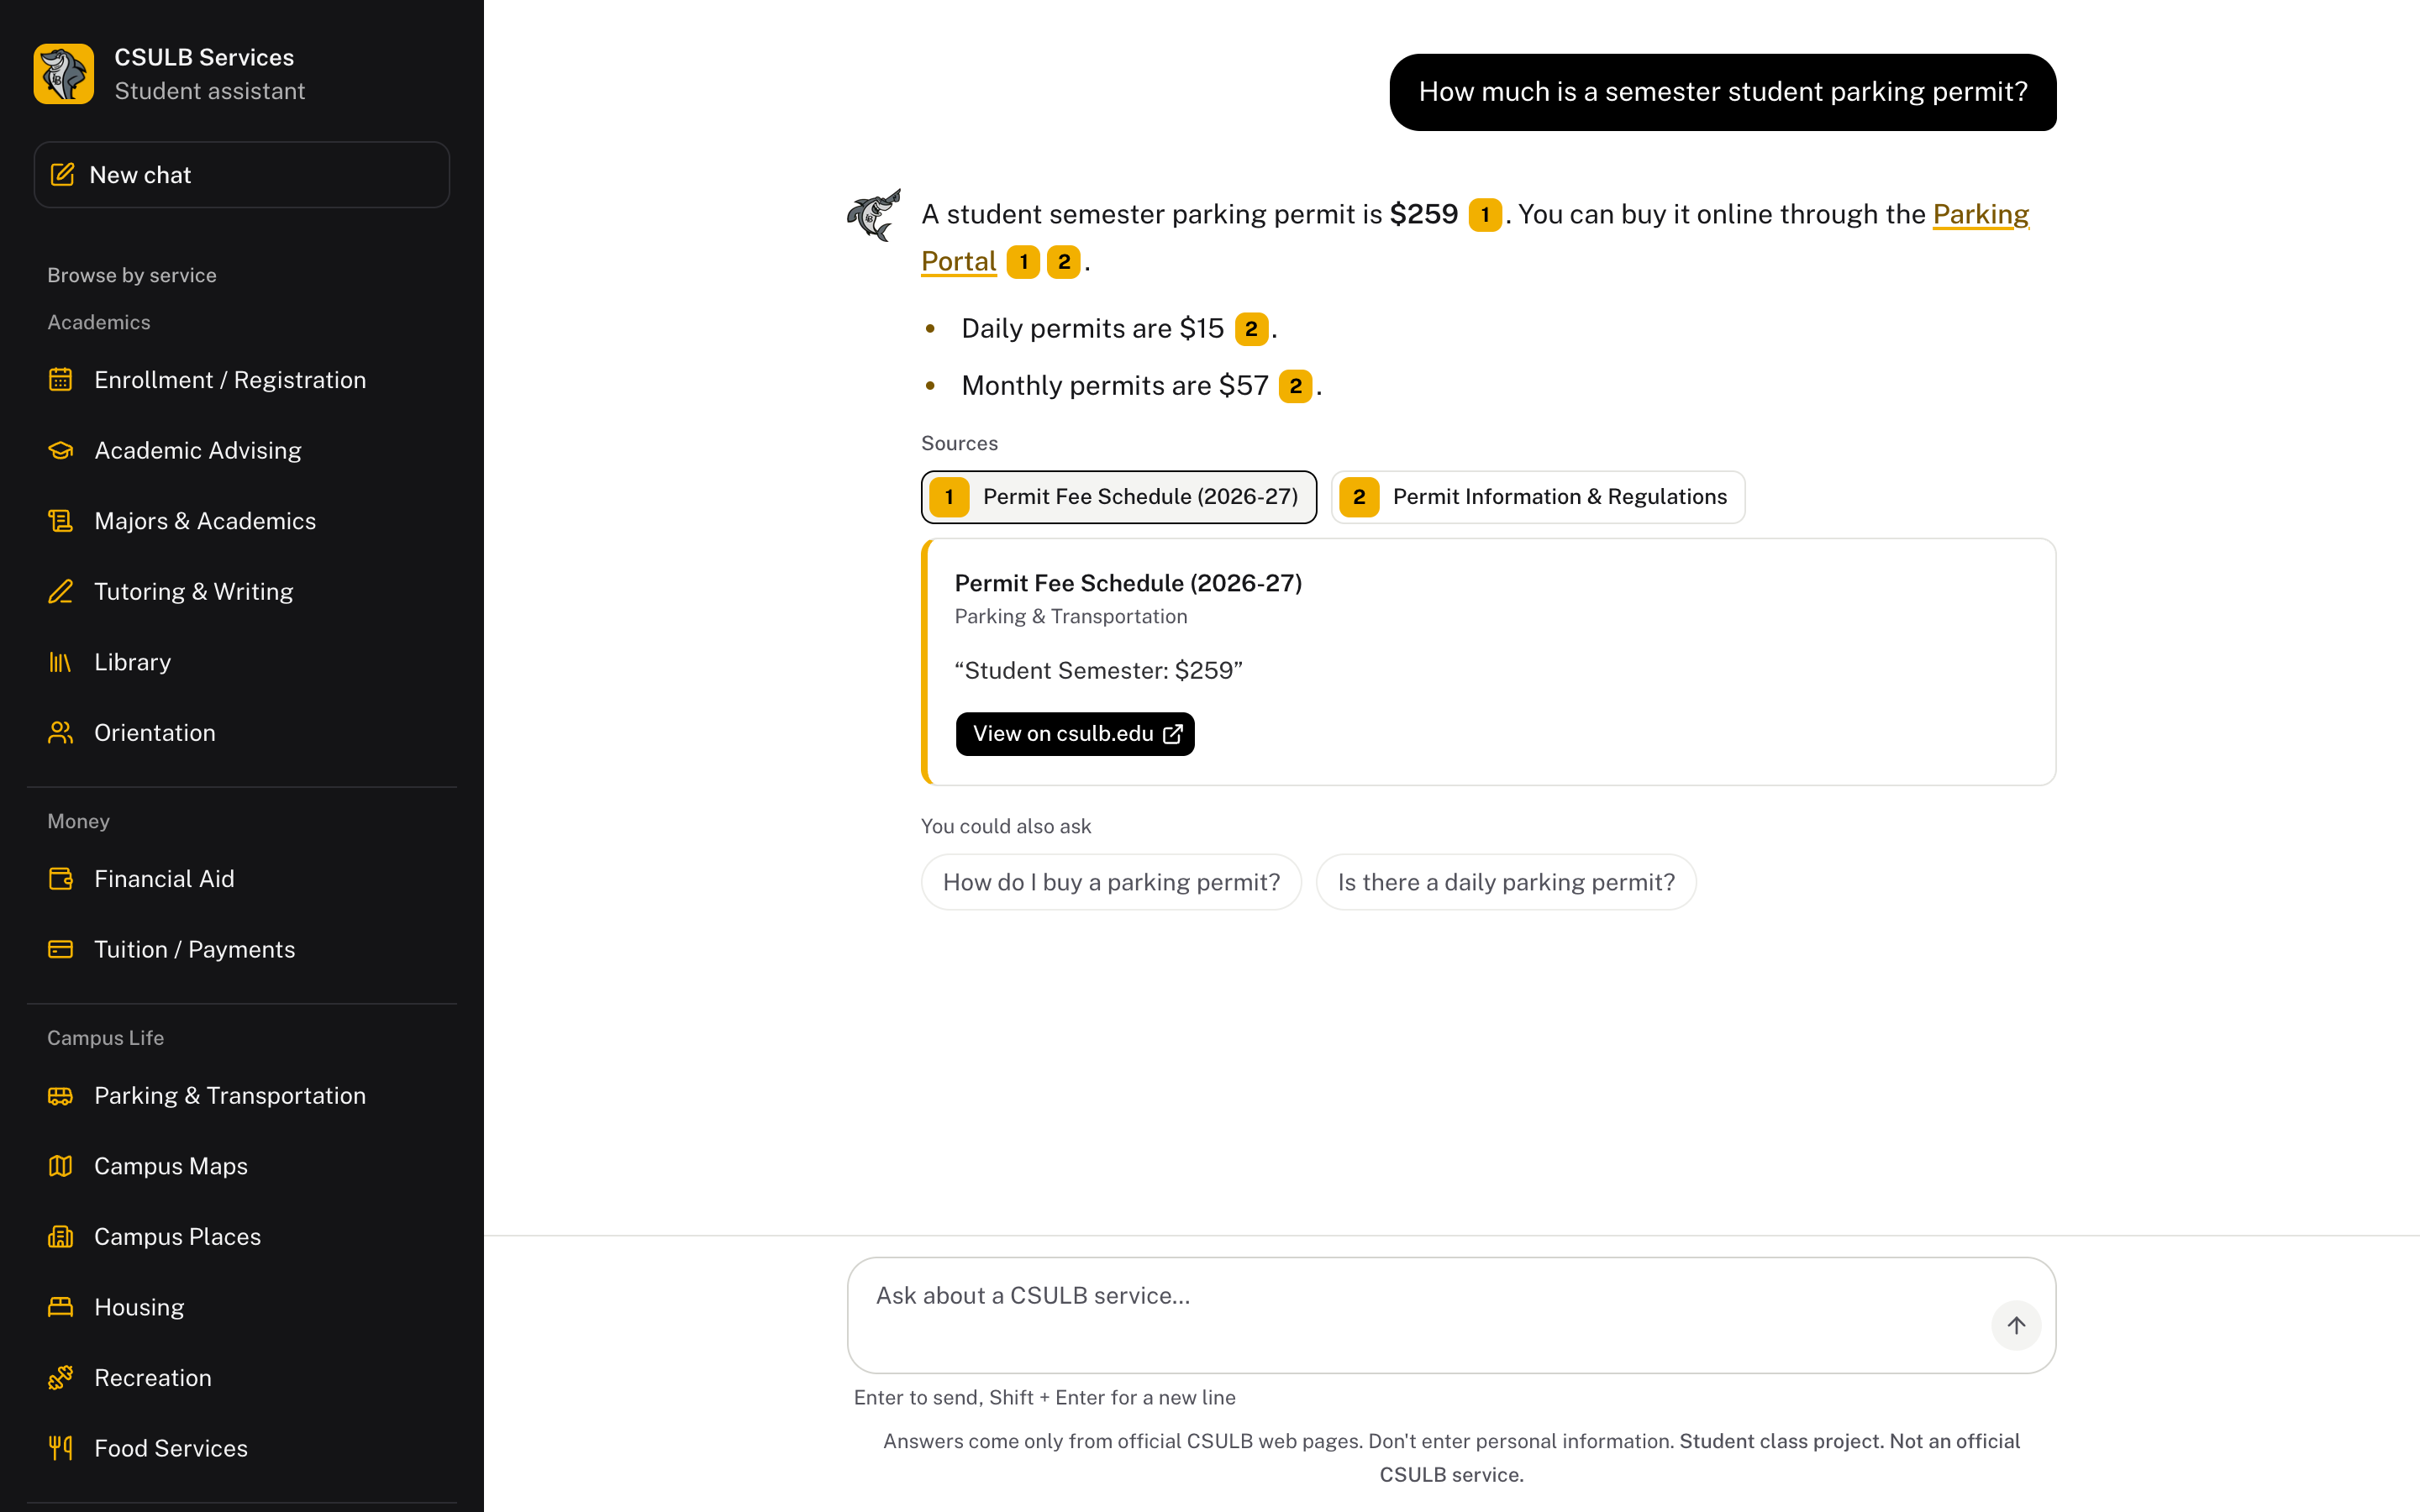 CSULB Services
Student assistant
New chat
Browse by service
Academics
Enrollment / Registration
Academic Advising
Majors & Academics
Tutoring & Writing
Library
Orientation
Money
Financial Aid
Tuition / Payments
Campus Life
Parking & Transportation
Campus Maps
Campus Places
Housing
Recreation
Food Services
How much is a semester student parking permit?
A student semester parking permit is $259 1. You can buy it online through the Parking
Portal 1 2.
• Daily permits are $15 2.
• Monthly permits are $57 2.
Sources
1 Permit Fee Schedule (2026-27) 2 Permit Information & Regulations
Permit Fee Schedule (2026-27)
Parking & Transportation
“Student Semester: $259”
View on csulb.edu
You could also ask
How do I buy a parking permit? Is there a daily parking permit?
Ask about a CSULB service...
Enter to send, Shift + Enter for a new line
Answers come only from official CSULB web pages. Don't enter personal information. Student class project. Not an official
CSULB service.